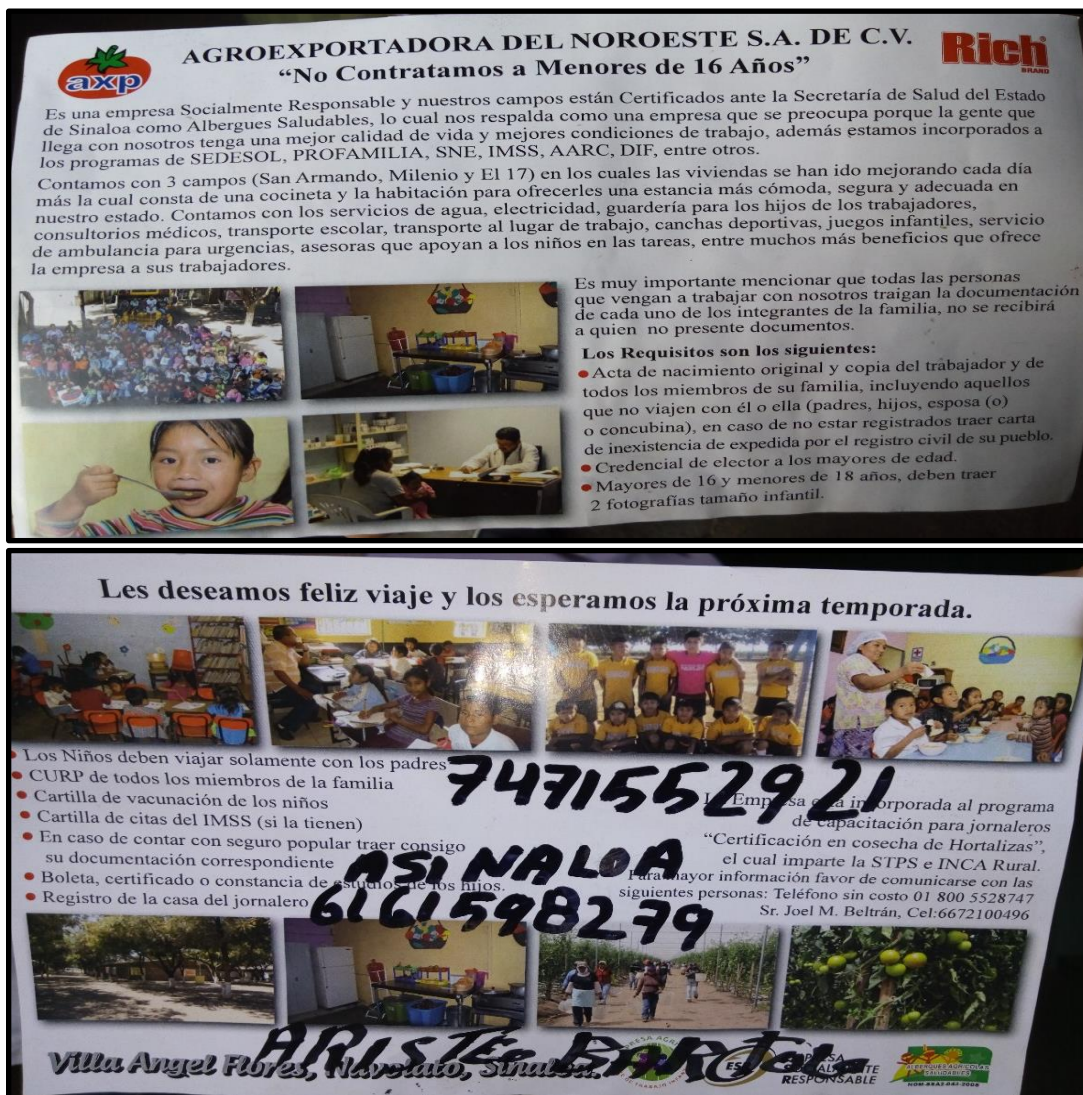 axp
AGROEXPORTADORA DEL NOROESTE S.A. DE C.V.
“No Contratamos a Menores de 16 Años”
Rich
BRAND
Es una empresa Socialmente Responsable y nuestros campos están Certificados ante la Secretaría de Salud del Estado
de Sinaloa como Albergues Saludables, lo cual nos respalda como una empresa que se preocupa porque la gente que
llega con nosotros tenga una mejor calidad de vida y mejores condiciones de trabajo, además estamos incorporados a
los programas de SEDESOL, PROFAMILIA, SNE, IMSS, AARC, DIF, entre otros.
Contamos con 3 campos (San Armando, Milenio y El 17) en los cuales las viviendas se han ido mejorando cada día
más la cual consta de una cocineta y la habitación para ofrecerles una estancia más cómoda, segura y adecuada en
nuestro estado. Contamos con los servicios de agua, electricidad, guardería para los hijos de los trabajadores,
consultorios médicos, transporte escolar, transporte al lugar de trabajo, canchas deportivas, juegos infantiles, servicio
de ambulancia para urgencias, asesoras que apoyan a los niños en las tareas, entre muchos más beneficios que ofrece
la empresa a sus trabajadores.
Es muy importante mencionar que todas las personas
que vengan a trabajar con nosotros traigan la documentación
de cada uno de los integrantes de la familia, no se recibirá
a quien no presente documentos.
Los Requisitos son los siguientes:
• Acta de nacimiento original y copia del trabajador y de
todos los miembros de su familia, incluyendo aquellos
que no viajen con él o ella (padres, hijos, esposa (o)
o concubina), en caso de no estar registrados traer carta
de inexistencia de expedida por el registro civil de su pueblo.
• Credencial de elector a los mayores de edad.
• Mayores de 16 y menores de 18 años, deben traer
2 fotografías tamaño infantil.
Les deseamos feliz viaje y los esperamos la próxima temporada.
• Los Niños deben viajar solamente con los padres
• CURP de todos los miembros de la familia
• Cartilla de vacunación de los niños
• Cartilla de citas del IMSS (si la tienen)
• En caso de contar con seguro popular traer consigo
su documentación correspondiente
• Boleta, certificado o constancia de estudios de los hijos.
• Registro de la casa del jornalero
7471552921
ASINALOA
6161598279
La Empresa está incorporada al programa
de capacitación para jornaleros
“Certificación en cosecha de Hortalizas”,
el cual imparte la STPS e INCA Rural.
Para mayor información favor de comunicarse con las
siguientes personas: Teléfono sin costo 01 800 5528747
Sr. Joel M. Beltrán, Cel:6672100496
Villa Angel Flores, Navolato, Sinaloa.
ARISTEO
EMPRESA
SOCIALMENTE
RESPONSABLE
ALBERGUES AGRICOLAS
SALUDABLES